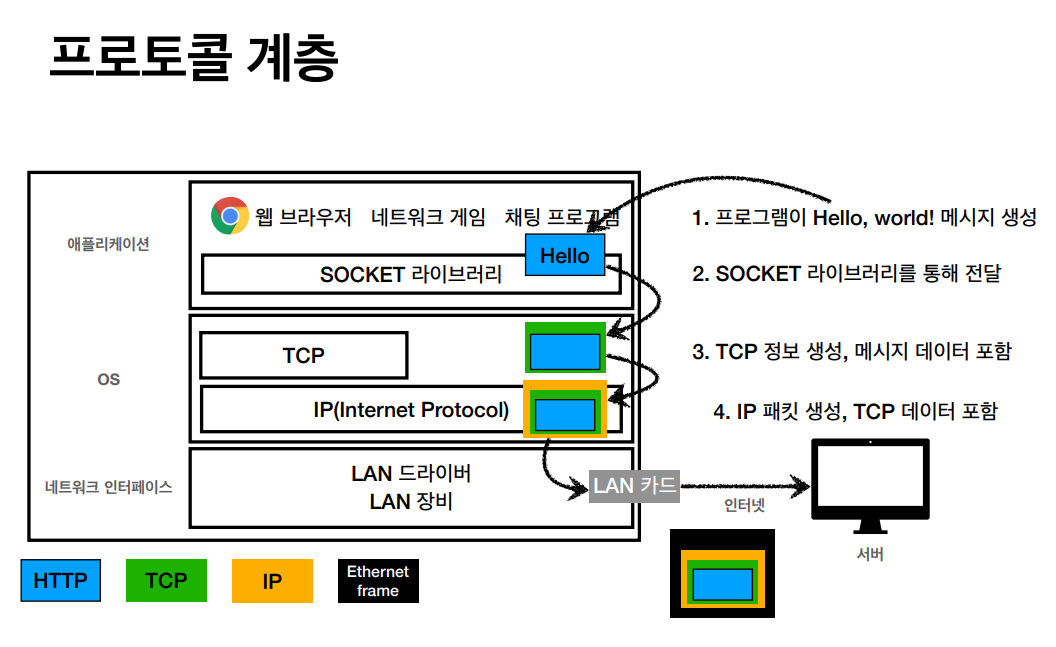 프로토콜 계층
애플리케이션
웹 브라우저 네트워크 게임 채팅 프로그램
Hello
SOCKET 라이브러리
1. 프로그램이 Hello, world! 메시지 생성
2. SOCKET 라이브러리를 통해 전달
OS
TCP
IP(Internet Protocol)
3. TCP 정보 생성, 메시지 데이터 포함
4. IP 패킷 생성, TCP 데이터 포함
네트워크 인터페이스
LAN 드라이버
LAN 장비
LAN 카드
인터넷
서버
HTTP
TCP
IP
Ethernet
frame